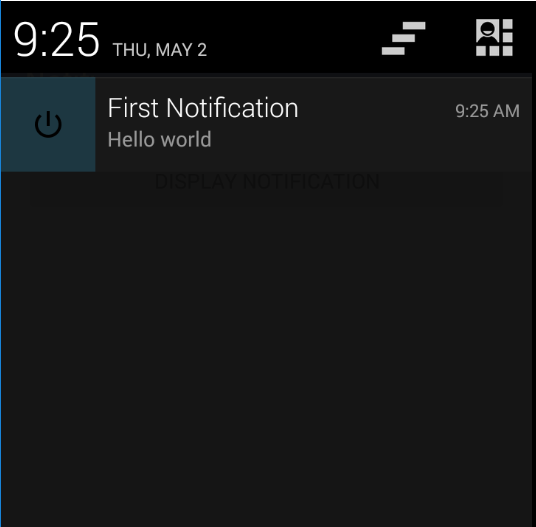 9:25 THU, MAY 2
First Notification 9:25 AM
Hello world
DISPLAY NOTIFICATION